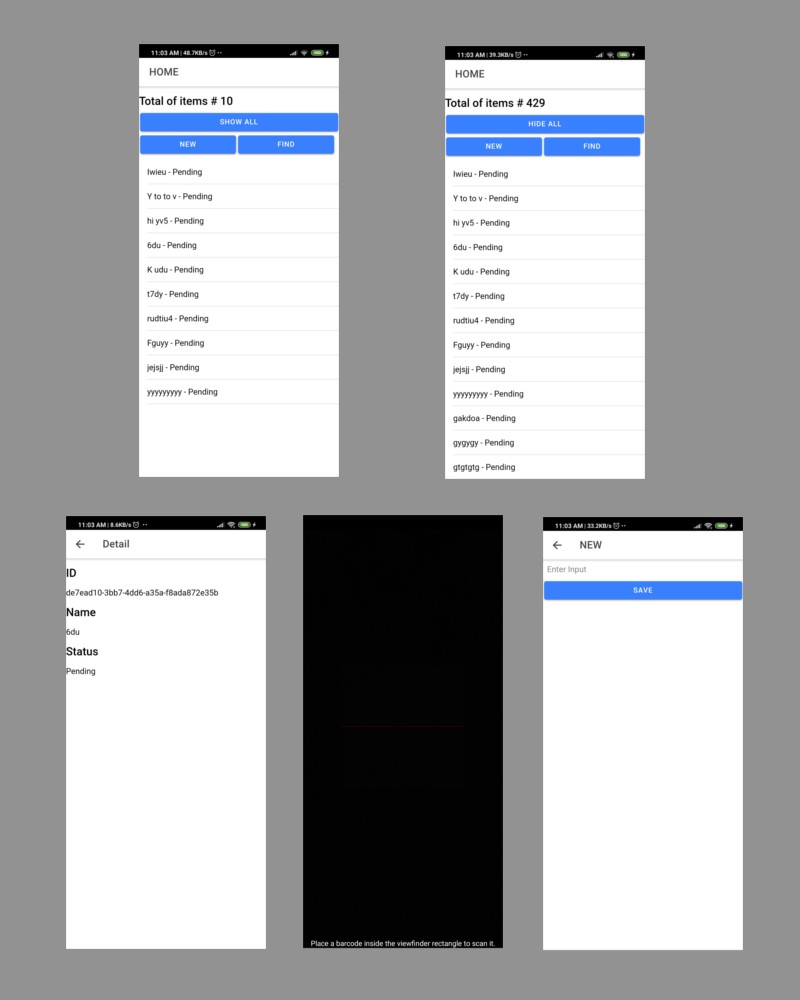 11:03 AM | 48.7KB/s
HOME
Total of items # 10
SHOW ALL
NEW FIND
Iwieu - Pending
Y to to v - Pending
hi yv5 - Pending
6du - Pending
K udu - Pending
t7dy - Pending
rudtiu4 - Pending
Fguyy - Pending
jejsjj - Pending
yyyyyyyyy - Pending
11:03 AM | 39.3KB/s
HOME
Total of items # 429
HIDE ALL
NEW FIND
Iwieu - Pending
Y to to v - Pending
hi yv5 - Pending
6du - Pending
K udu - Pending
t7dy - Pending
rudtiu4 - Pending
Fguyy - Pending
jejsjj - Pending
yyyyyyyyy - Pending
gakdoa - Pending
gygygy - Pending
gtgtgtg - Pending
11:03 AM | 8.6KB/s
Detail
ID
de7ead10-3bb7-4dd6-a35a-f8ada872e35b
Name
6du
Status
Pending
Place a barcode inside the viewfinder rectangle to scan it.
11:03 AM | 33.2KB/s
NEW
Enter Input
SAVE